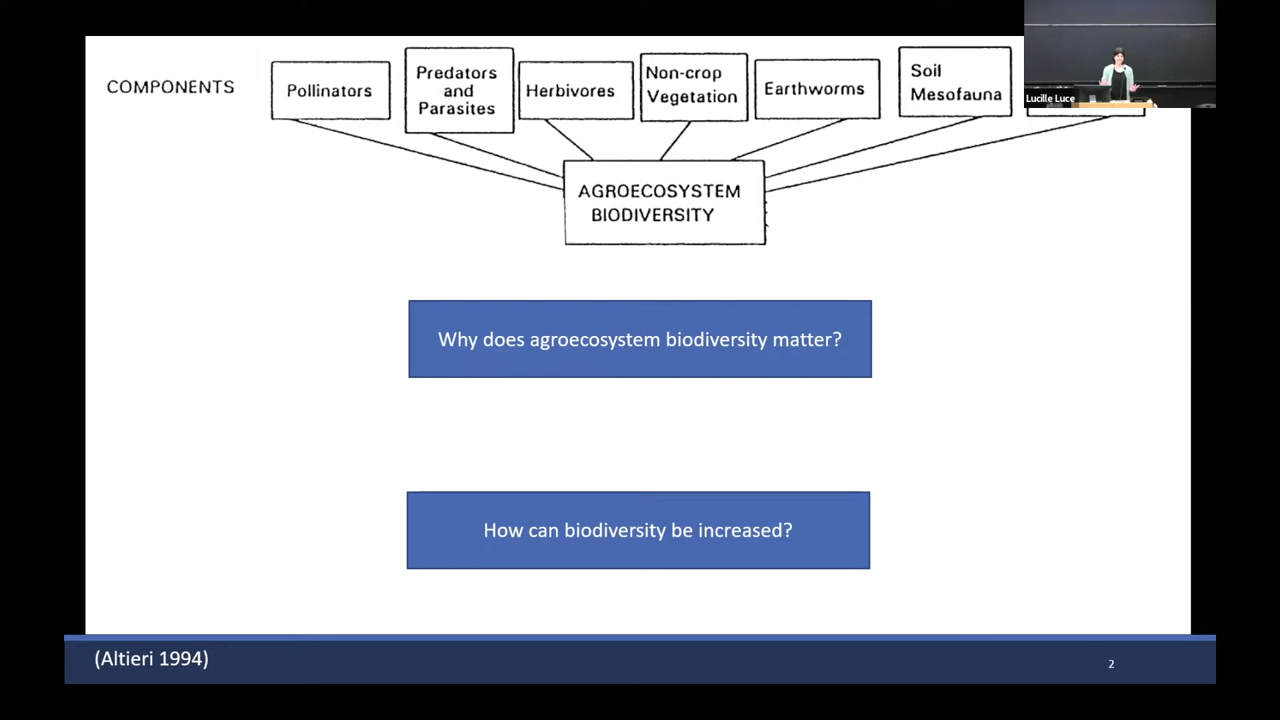 COMPONENTS
Pollinators
Predators
and
Parasites
Herbivores
Non-crop
Vegetation
Earthworms
Soil
Mesofauna
Lucille Luce
AGROECOSYSTEM
BIODIVERSITY
Why does agroecosystem biodiversity matter?
How can biodiversity be increased?
(Altieri 1994)
2